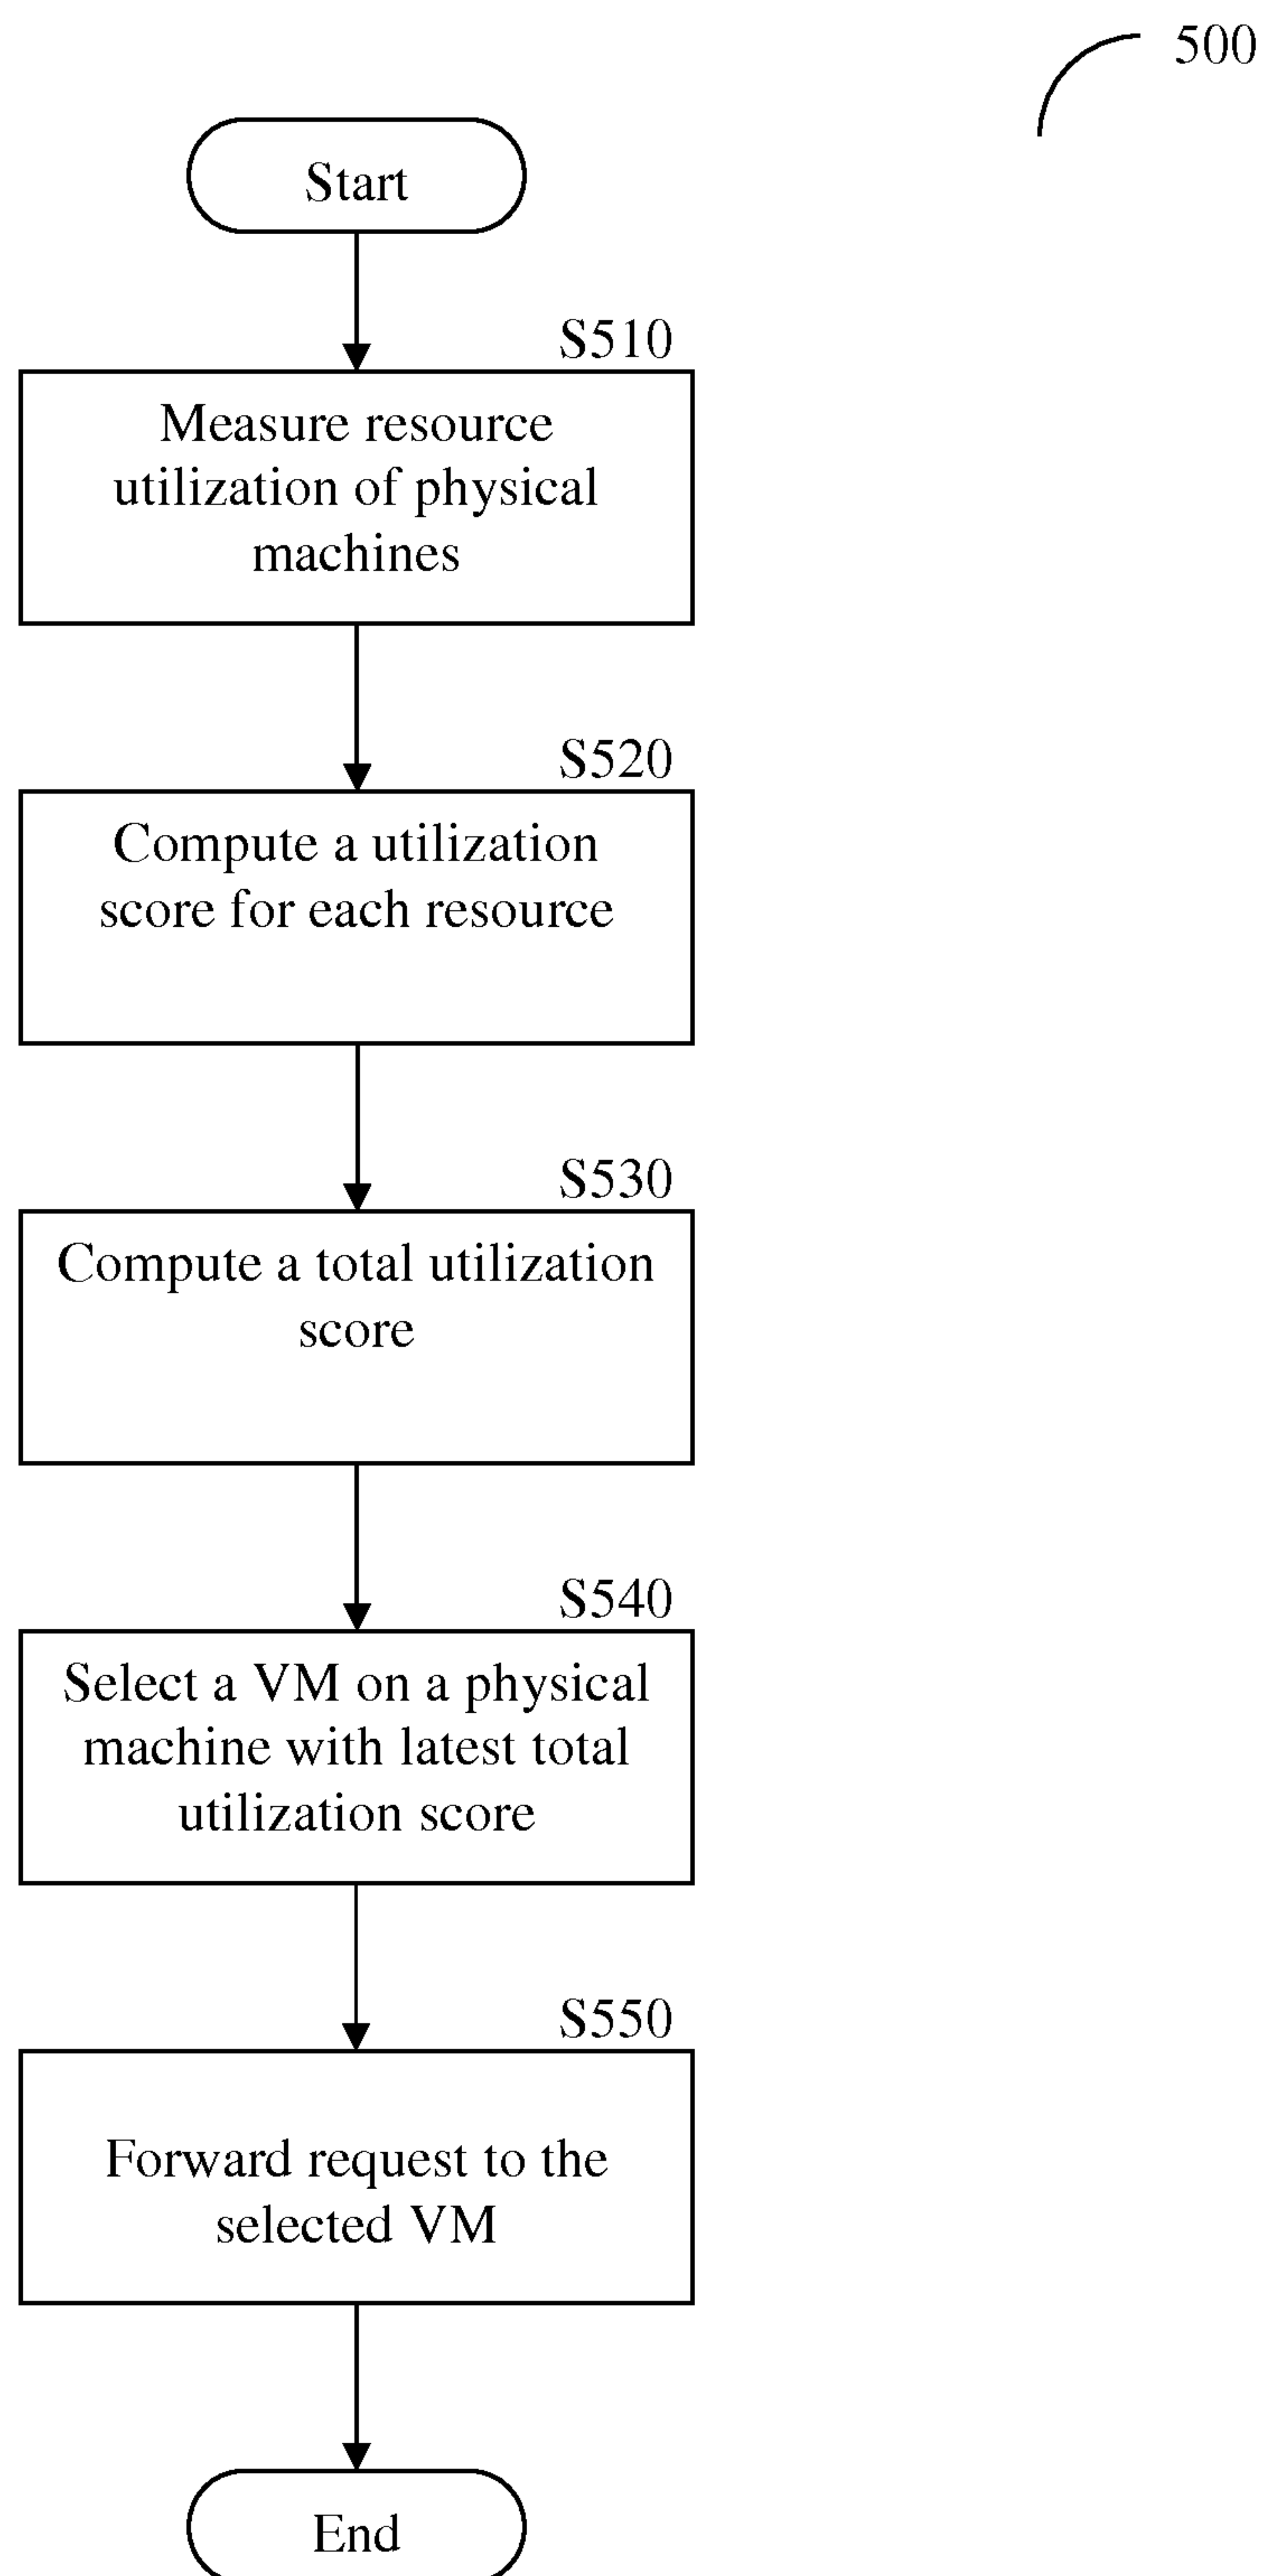 500
Start
S510
Measure resource
utilization of physical
machines
S520
Compute a utilization
score for each resource
S530
Compute a total utilization
score
S540
Select a VM on a physical
machine with latest total
utilization score
S550
Forward request to the
selected VM
End